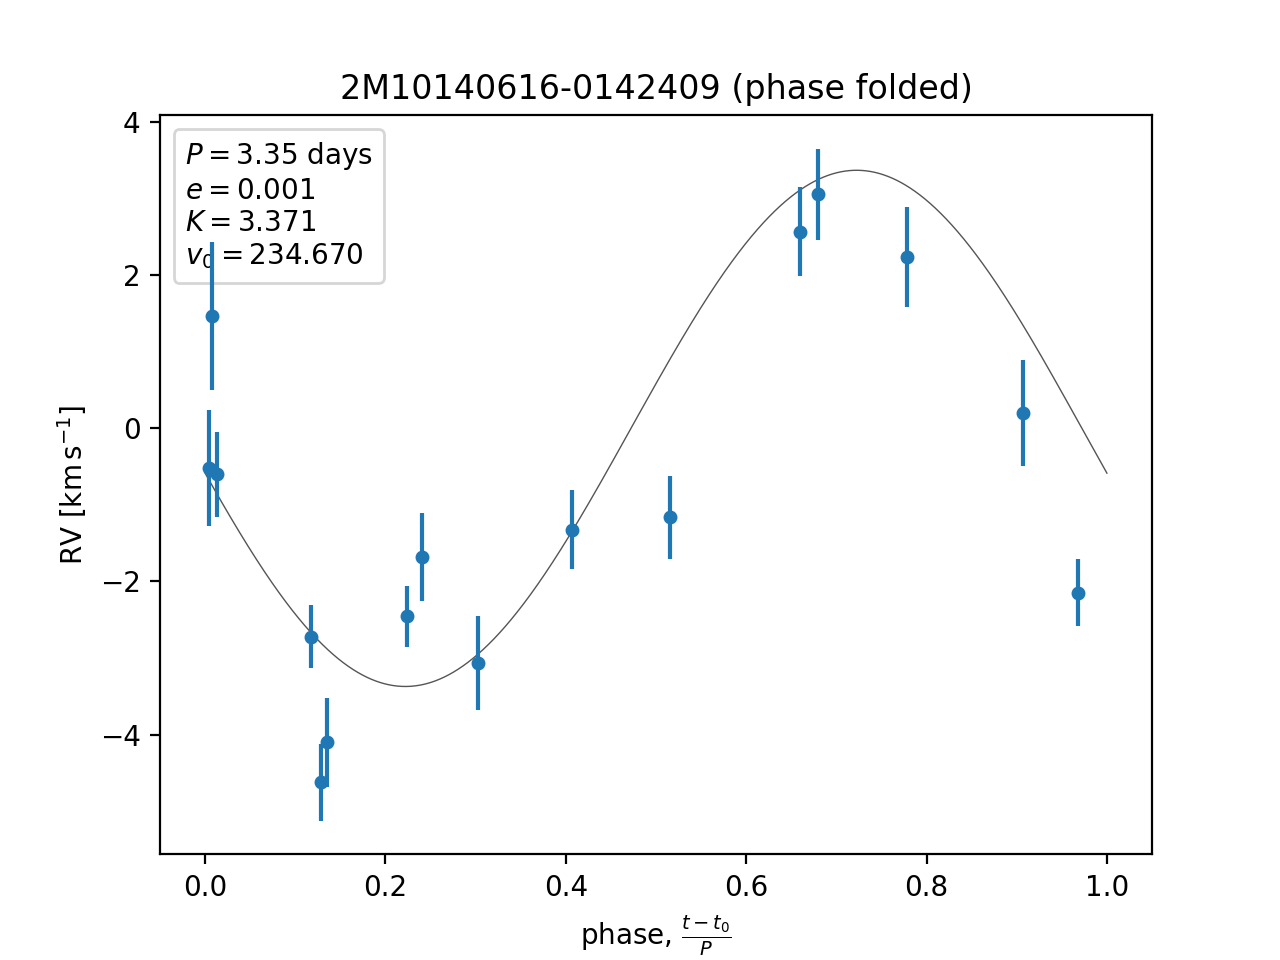 2M10140616-0142409 (phase folded)
P = 3.35 days
e = 0.001
K = 3.371
v₀ = 234.670
RV [km s⁻¹]
4
2
0
−2
−4
0.0 0.2 0.4 0.6 0.8 1.0
phase, (t − t₀)/P